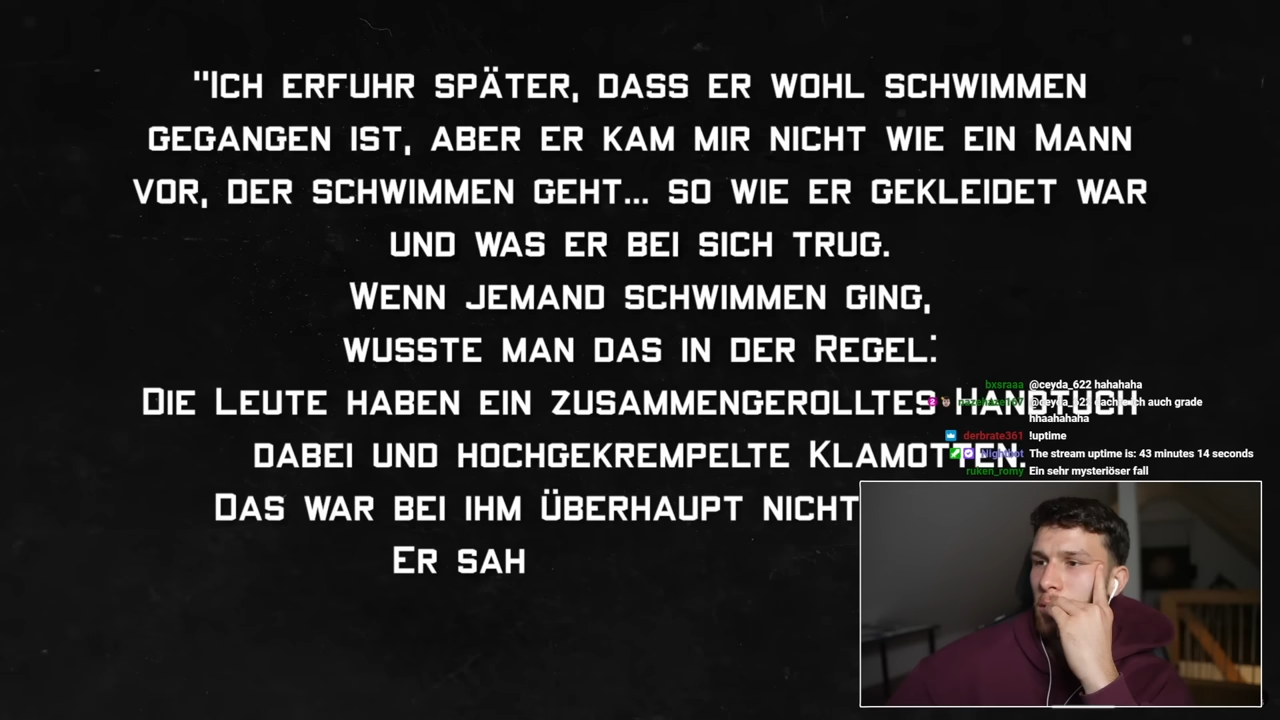 "Ich erfuhr später, dass er wohl schwimmen
gegangen ist, aber er kam mir nicht wie ein Mann
vor, der schwimmen geht... so wie er gekleidet war
und was er bei sich trug.
Wenn jemand schwimmen ging,
wusste man das in der Regel:
Die Leute haben ein zusammengerolltes Handtuch
dabei und hochgekrempelte Klamotten.
Das war bei ihm überhaupt nicht
Er sah
bxsraaa @ceyda_622 hahahaha
@ceyda_622 auch grade
hhaahahaha
derbrate361 !uptime
Nightbot The stream uptime is: 43 minutes 14 seconds
ruken_romy Ein sehr mysteriöser fall